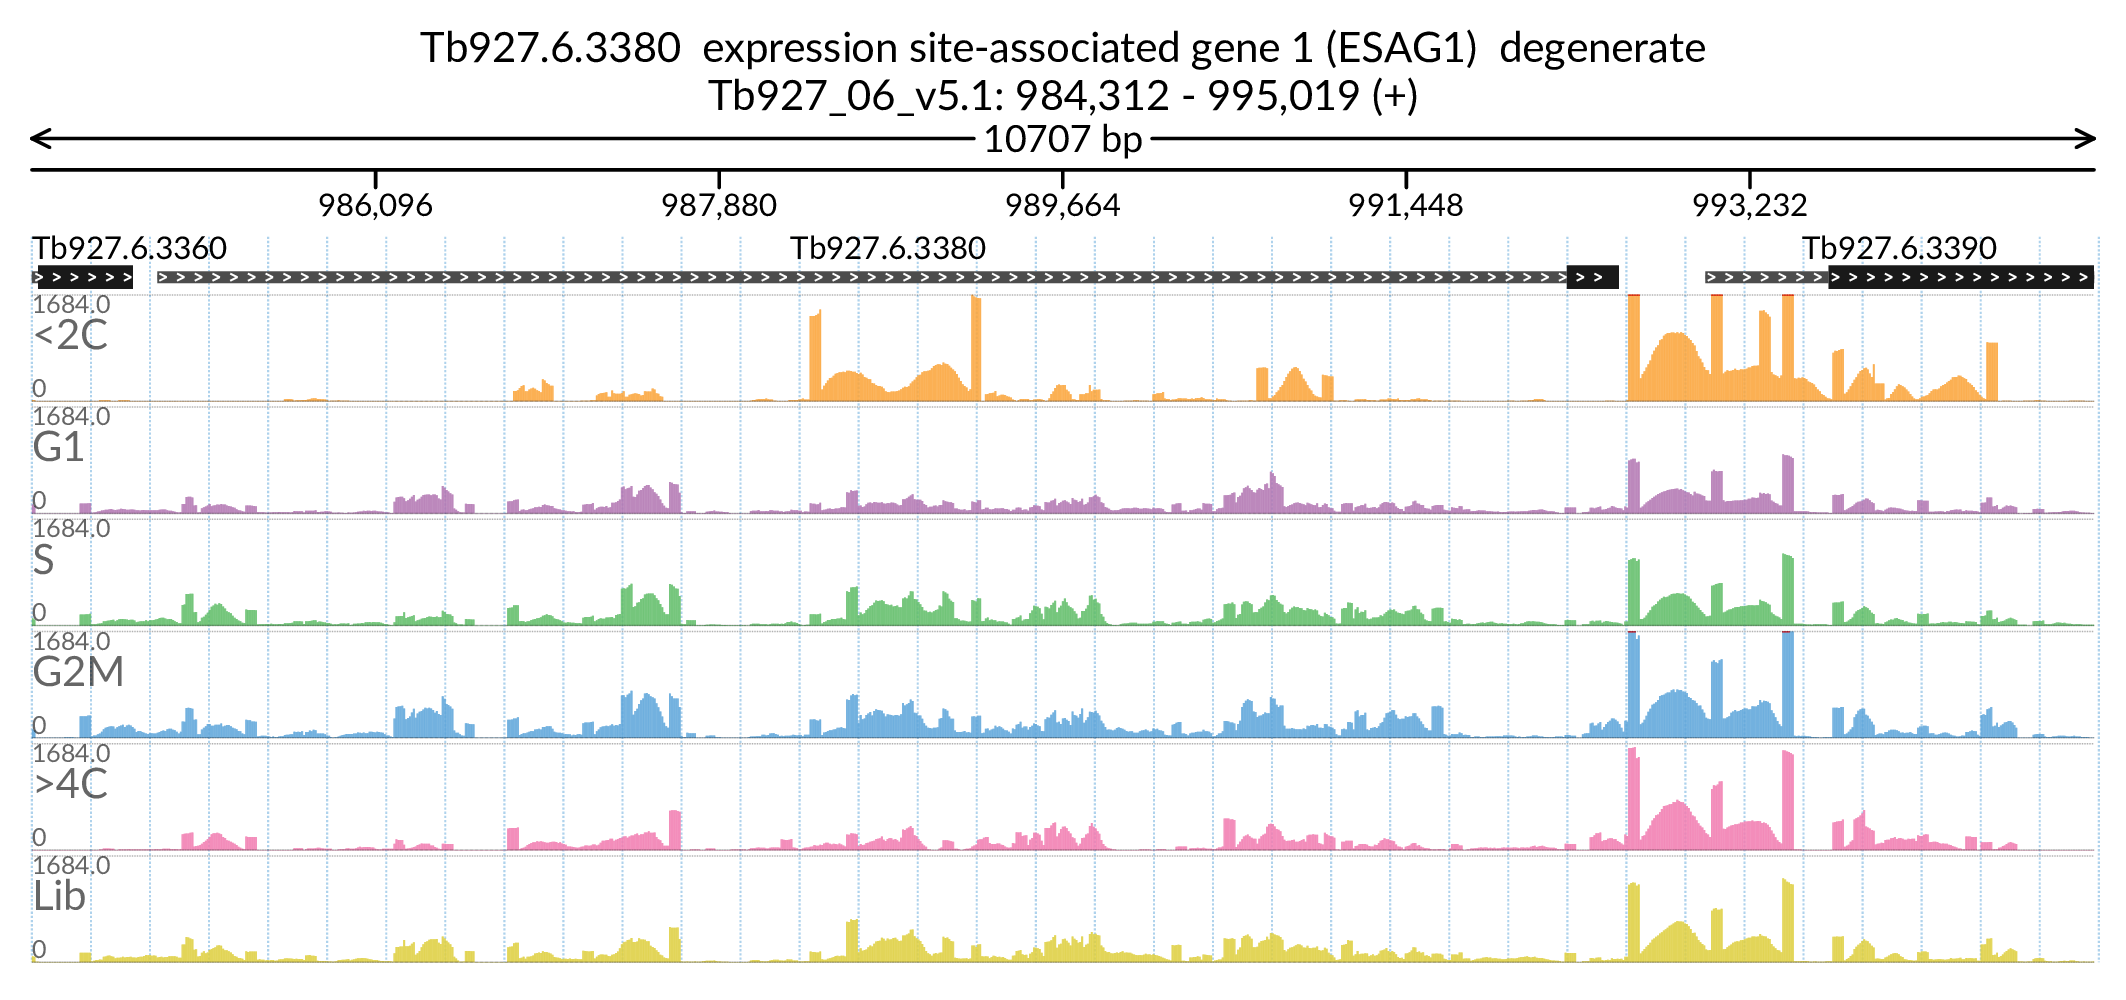 Tb927.6.3380  expression site-associated gene 1 (ESAG1)  degenerate
Tb927_06_v5.1: 984,312 - 995,019 (+)
10707 bp
986,096 987,880 989,664 991,448 993,232
Tb927.6.3360 Tb927.6.3380 Tb927.6.3390
1684.0
<2C
0
1684.0
G1
0
1684.0
S
0
1684.0
G2M
0
1684.0
>4C
0
1684.0
Lib
0